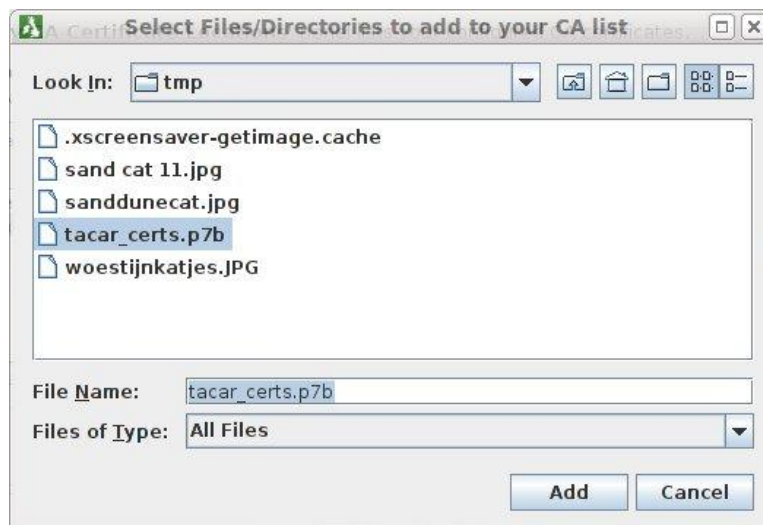 Select Files/Directories to add to your CA list
Look In: tmp
.xscreensaver-getimage.cache
sand cat 11.jpg
sanddunecat.jpg
tacar_certs.p7b
woestijnkatjes.JPG
File Name: tacar_certs.p7b
Files of Type: All Files
Add Cancel